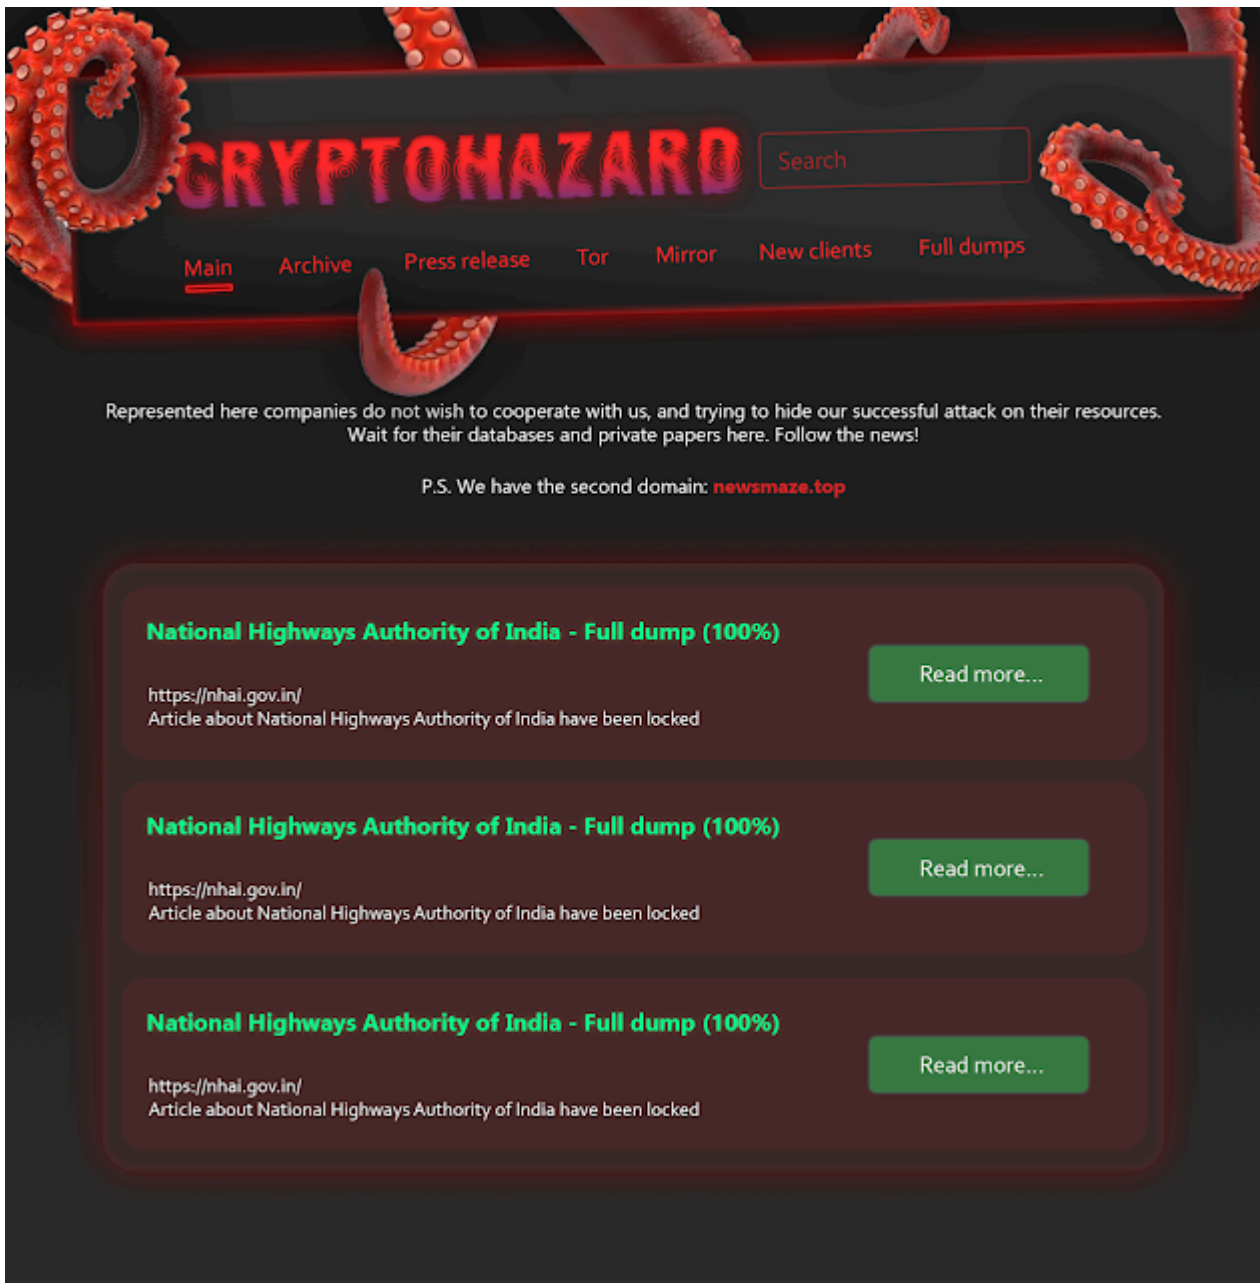 CRYPTOHAZARD
Search
Main Archive Press release Tor Mirror New clients Full dumps
Represented here companies do not wish to cooperate with us, and trying to hide our successful attack on their resources.
Wait for their databases and private papers here. Follow the news!
P.S. We have the second domain: newsmaze.top
National Highways Authority of India - Full dump (100%)
Read more...
https://nhai.gov.in/
Article about National Highways Authority of India have been locked
National Highways Authority of India - Full dump (100%)
Read more...
https://nhai.gov.in/
Article about National Highways Authority of India have been locked
National Highways Authority of India - Full dump (100%)
Read more...
https://nhai.gov.in/
Article about National Highways Authority of India have been locked